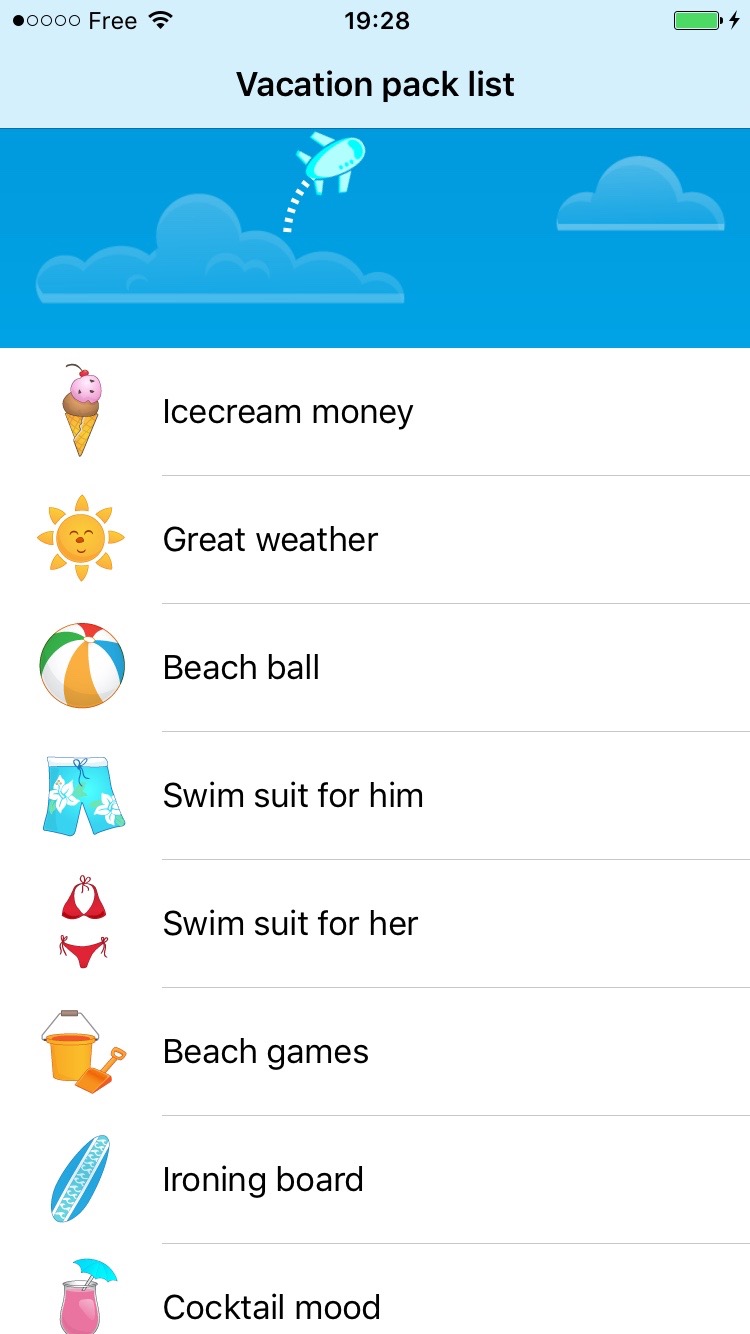 Free 19:28
Vacation pack list
Icecream money
Great weather
Beach ball
Swim suit for him
Swim suit for her
Beach games
Ironing board
Cocktail mood